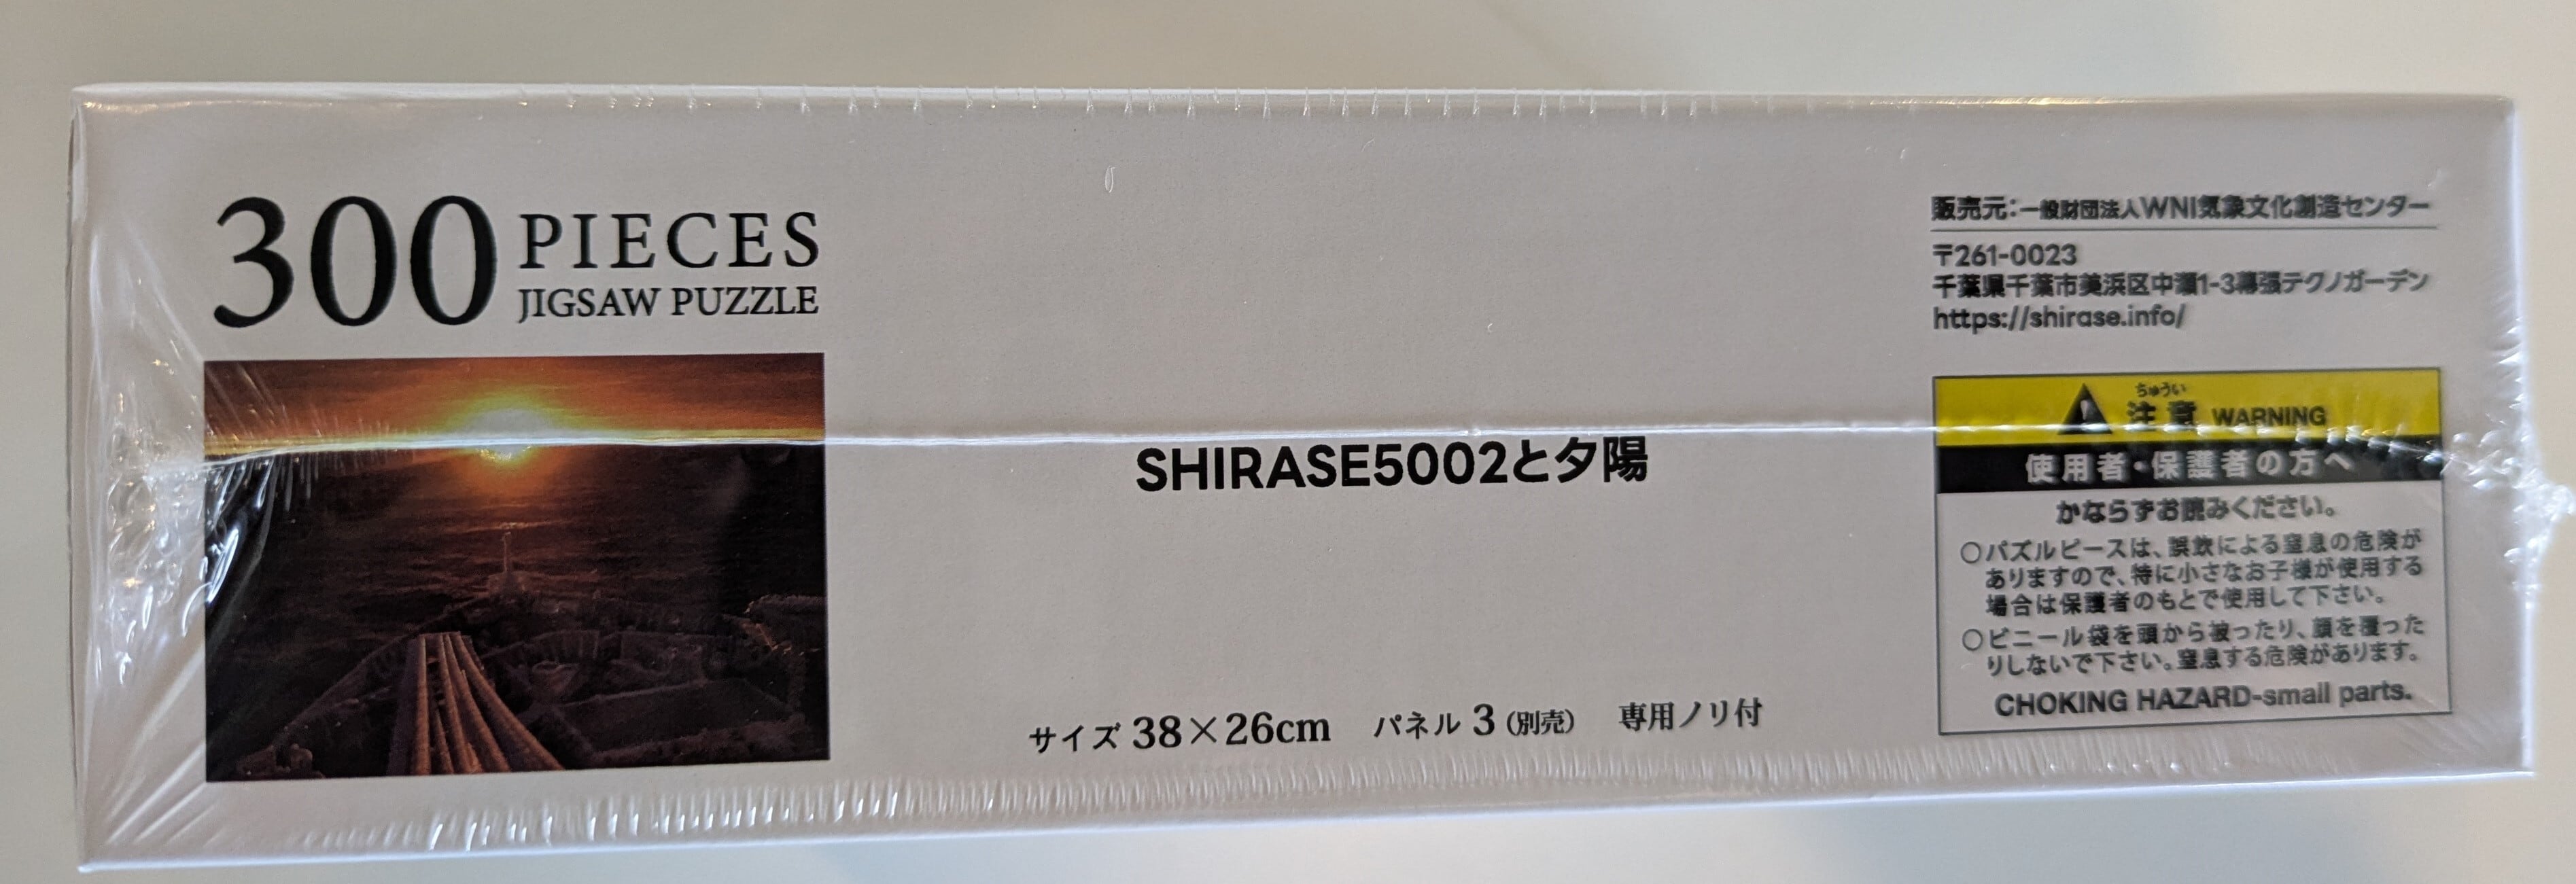 300 PIECES
JIGSAW PUZZLE
SHIRASE5002と夕陽
サイズ 38×26cm パネル 3 (別売) 専用ノリ付
販売元:一般財団法人WNI気象文化創造センター
〒261-0023
千葉県千葉市美浜区中瀬1-3幕張テクノガーデン
https://shirase.info/
ちゅうい
注意 WARNING
使用者・保護者の方へ
かならずお読みください。
○パズルピースは、誤飲による窒息の危険が
ありますので、特に小さなお子様が使用する
場合は保護者のもとで使用して下さい。
○ビニール袋を頭から被ったり、顔を覆った
りしないで下さい。窒息する危険があります。
CHOKING HAZARD-small parts.